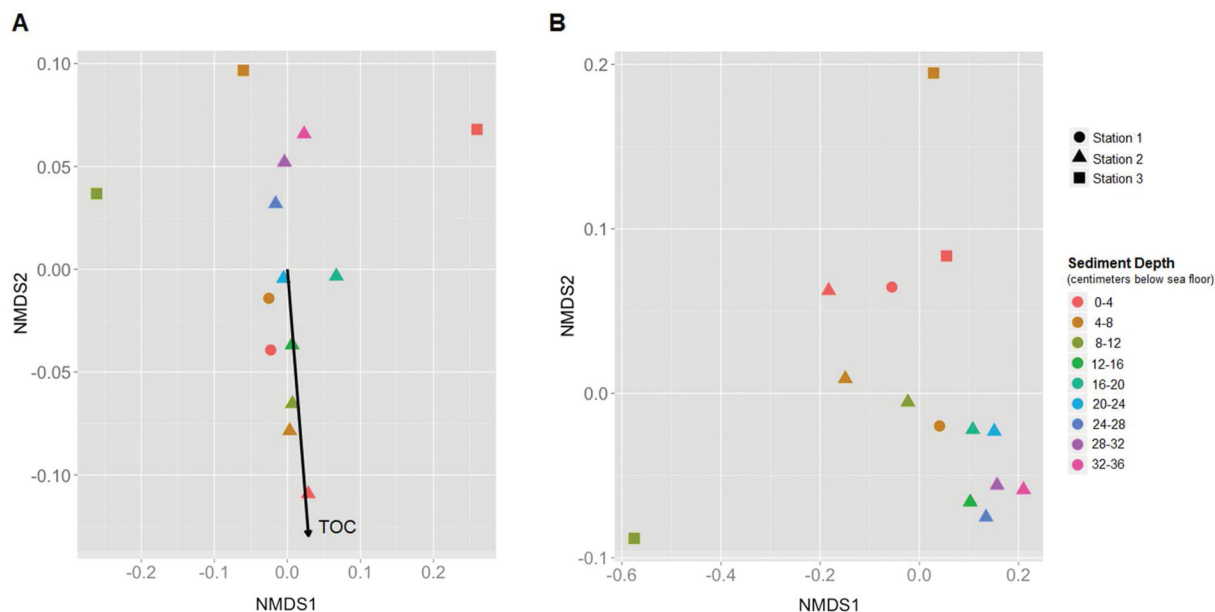 A
0.10
0.05
0.00
-0.05
-0.10
NMDS2
TOC
-0.2
-0.1
0.0
0.1
0.2
NMDS1
B
0.2
0.1
0.0
-0.1
NMDS2
-0.6
-0.4
-0.2
0.0
0.2
NMDS1
Station 1
Station 2
Station 3
Sediment Depth
(centimeters below sea floor)
0-4
4-8
8-12
12-16
16-20
20-24
24-28
28-32
32-36